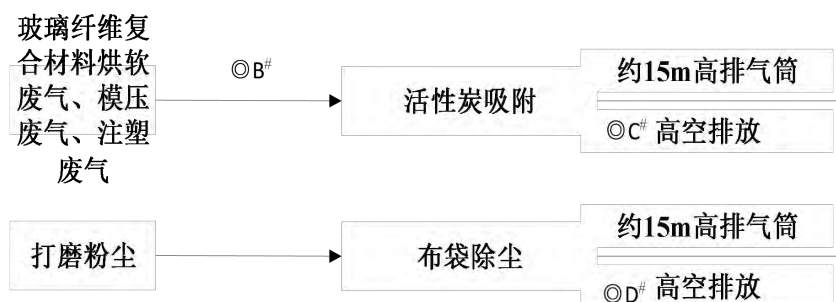 玻璃纤维复
合材料烘软
废气、模压
废气、注塑
废气
◎B#
活性炭吸附
约15m高排气筒
◎C# 高空排放
打磨粉尘
布袋除尘
约15m高排气筒
◎D# 高空排放